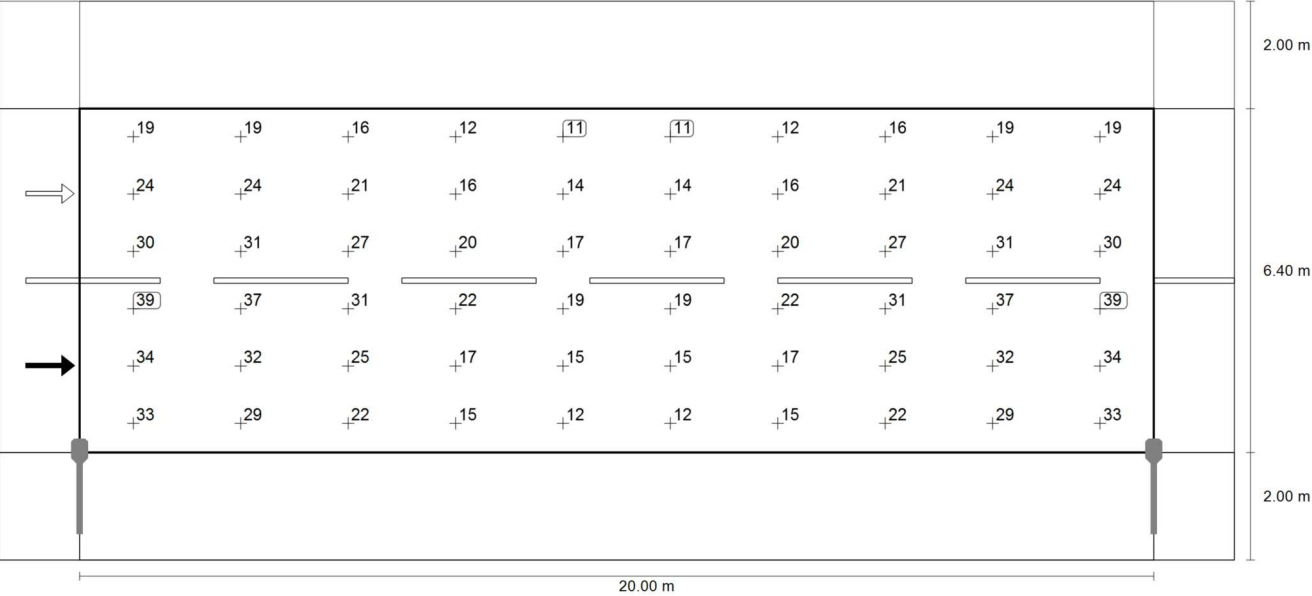 2.00 m
19 19 16 12 11 11 12 16 19 19
24 24 21 16 14 14 16 21 24 24
30 31 27 20 17 17 20 27 31 30
6.40 m
39 37 31 22 19 19 22 31 37 39
34 32 25 17 15 15 17 25 32 34
33 29 22 15 12 12 15 22 29 33
2.00 m
20.00 m